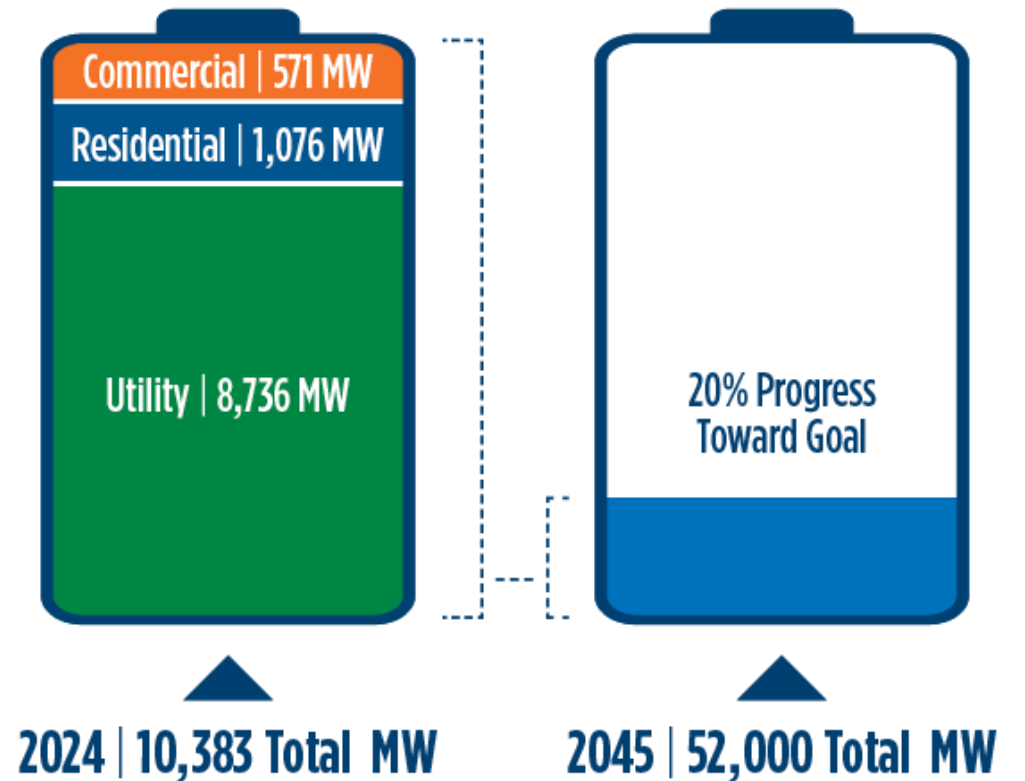 Commercial | 571 MW
Residential | 1,076 MW
Utility | 8,736 MW
2024 | 10,383 Total MW
20% Progress
Toward Goal
2045 | 52,000 Total MW